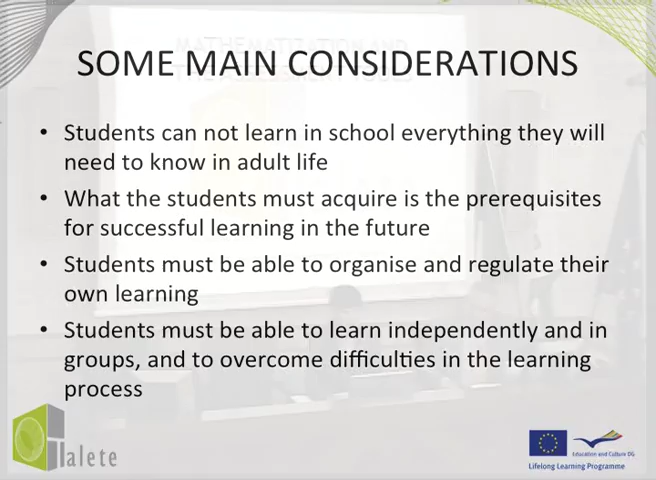 SOME MAIN CONSIDERATIONS
• Students can not learn in school everything they will
need to know in adult life
• What the students must acquire is the prerequisites
for successful learning in the future
• Students must be able to organise and regulate their
own learning
• Students must be able to learn independently and in
groups, and to overcome difficulties in the learning
process
alete
Education and Culture DG
Lifelong Learning Programme